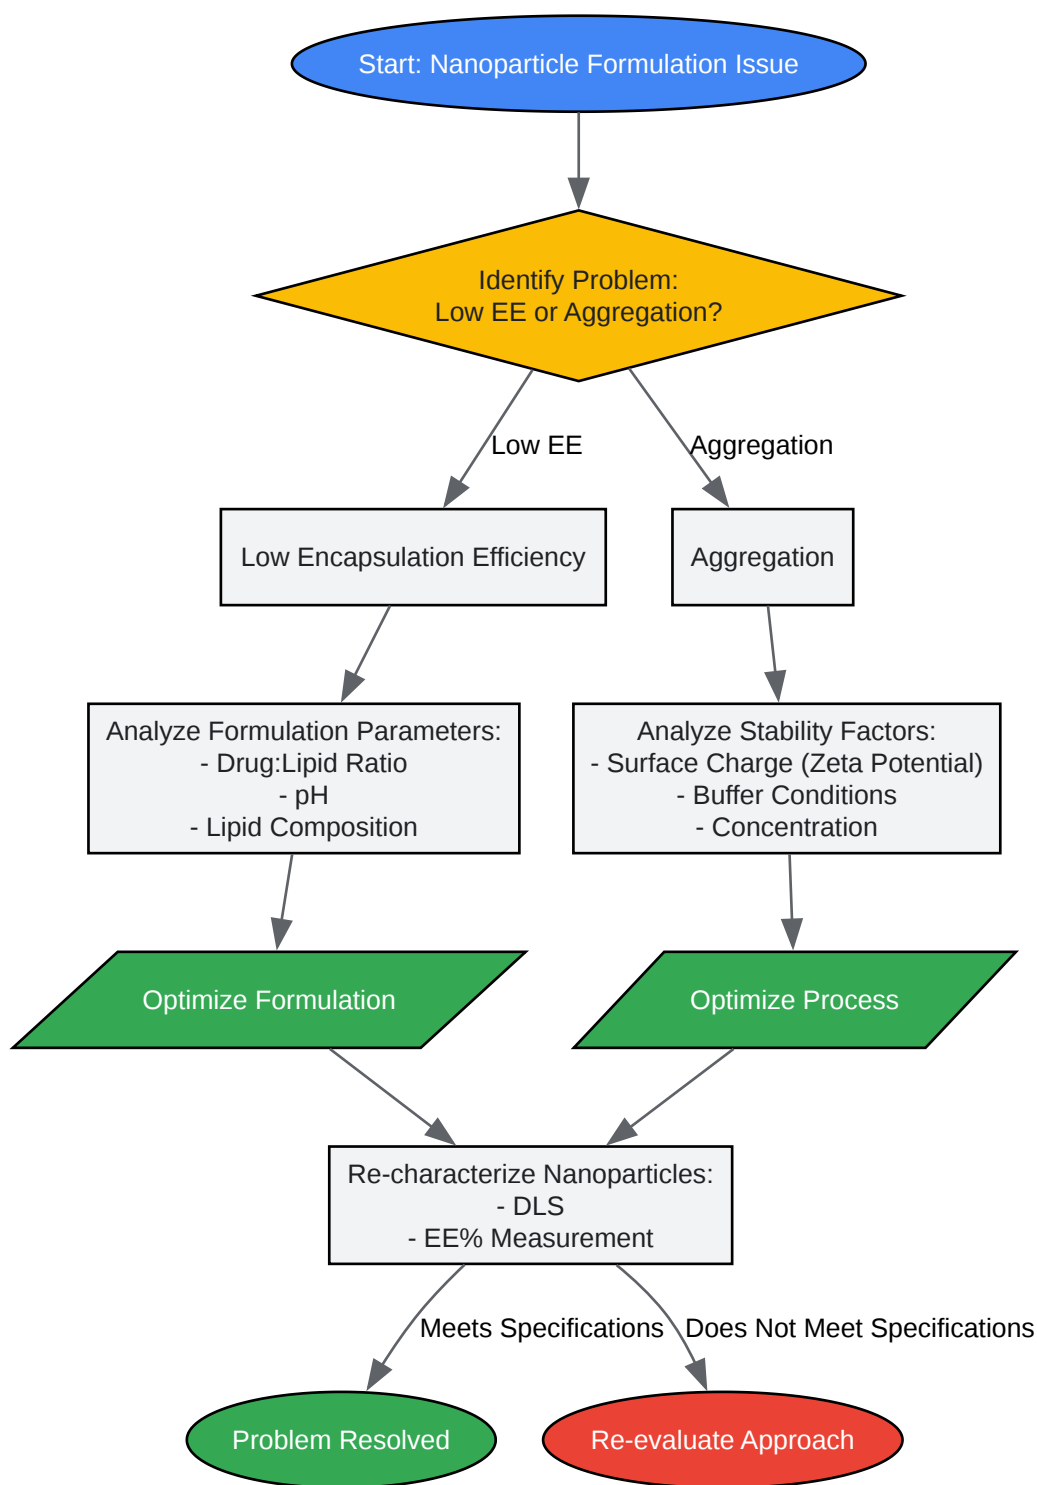 Start: Nanoparticle Formulation Issue
Identify Problem:
Low EE or Aggregation?
Low EE
Aggregation
Low Encapsulation Efficiency
Aggregation
Analyze Formulation Parameters:
- Drug:Lipid Ratio
- pH
- Lipid Composition
Analyze Stability Factors:
- Surface Charge (Zeta Potential)
- Buffer Conditions
- Concentration
Optimize Formulation
Optimize Process
Re-characterize Nanoparticles:
- DLS
- EE% Measurement
Meets Specifications
Does Not Meet Specifications
Problem Resolved
Re-evaluate Approach